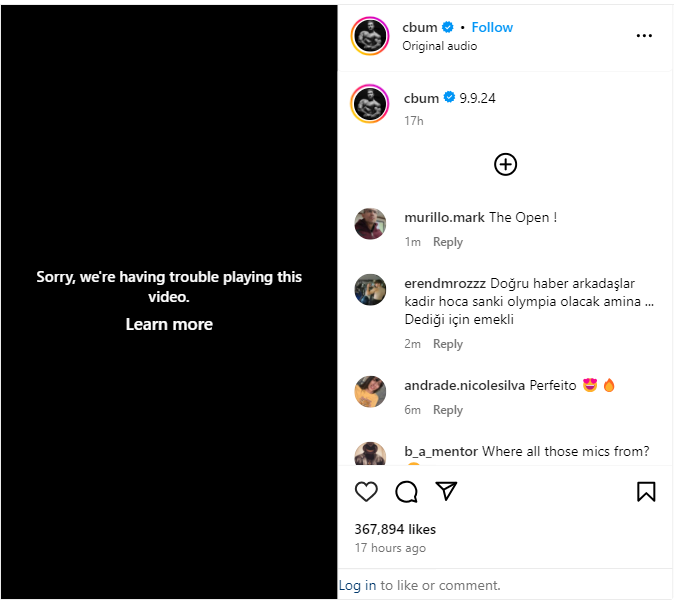 Sorry, we're having trouble playing this
video.
Learn more
cbum • Follow
Original audio
cbum 9.9.24
17h
murillo.mark The Open !
1m Reply
erendmrozzz Doğru haber arkadaşlar
kadir hoca sanki olympia olacak amina ...
Dediği için emekli
2m Reply
andrade.nicolesilva Perfeito 😍🔥
6m Reply
b_a_mentor Where all those mics from?
367,894 likes
17 hours ago
Log in to like or comment.